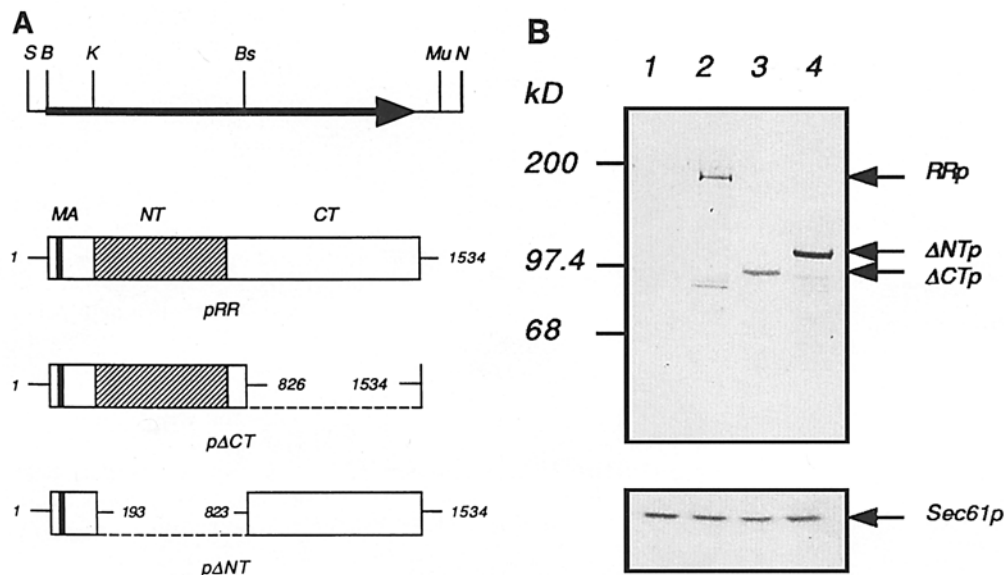 A
S B K Bs Mu N
MA NT CT
1 1534
pRR
1 826 1534
pΔCT
1 193 823 1534
pΔNT
B
1 2 3 4
kD
200
97.4
68
RRp
ΔNTp
ΔCTp
Sec61p